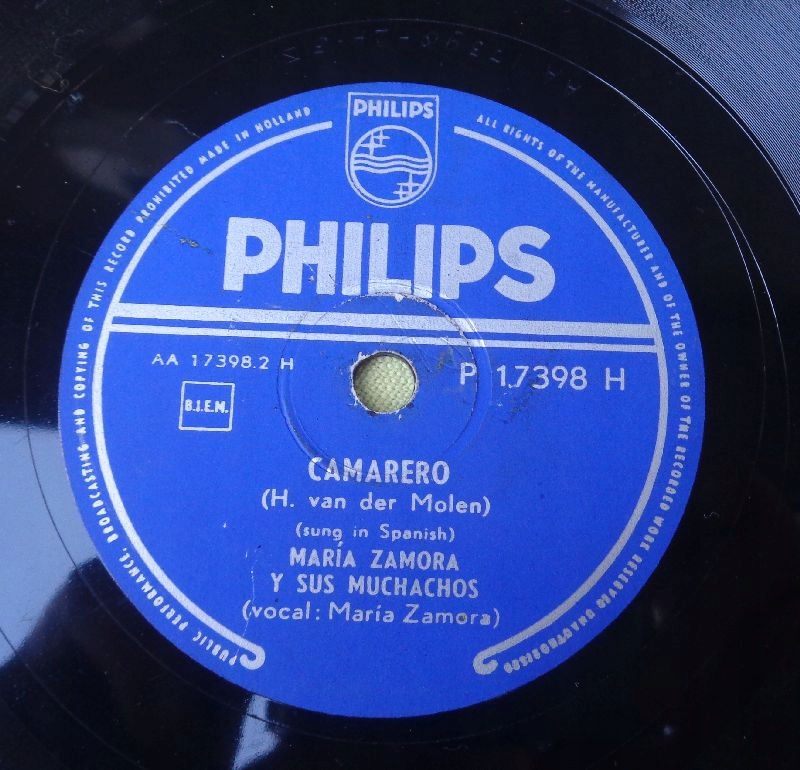 PHILIPS
PUBLIC PERFORMANCE, BROADCASTING AND COPYING OF THIS RECORD PROHIBITED MADE IN HOLLAND
ALL RIGHTS OF THE MANUFACTURER AND OF THE OWNER OF THE RECORDED WORK RESERVED UNAUTHORISED
PHILIPS
AA 17398.2 H
P 17398 H
B.I.E.M.
CAMARERO
(H. van der Molen)
(sung in Spanish)
MARÍA ZAMORA
Y SUS MUCHACHOS
(vocal: María Zamora)